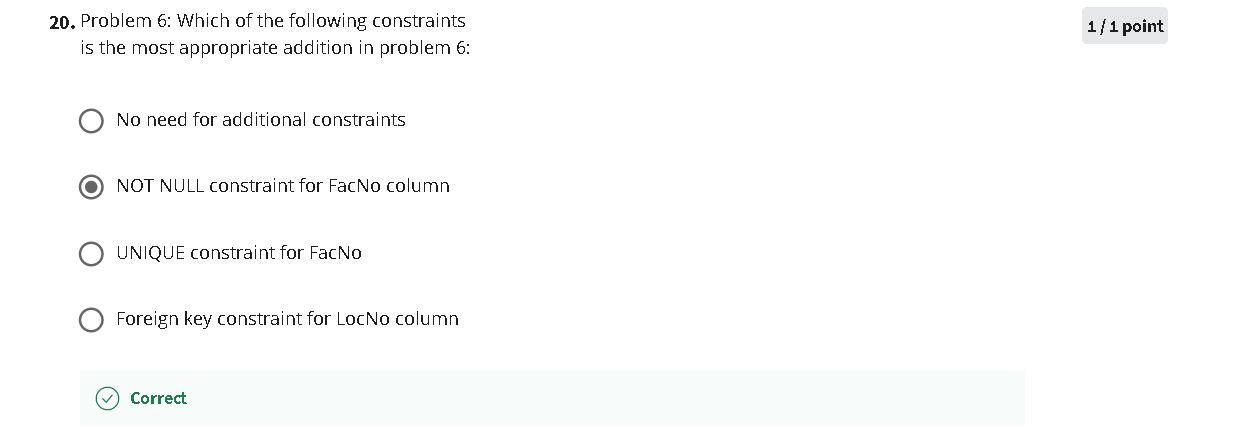 20. Problem 6: Which of the following constraints
is the most appropriate addition in problem 6:
1 / 1 point
No need for additional constraints
NOT NULL constraint for FacNo column
UNIQUE constraint for FacNo
Foreign key constraint for LocNo column
Correct